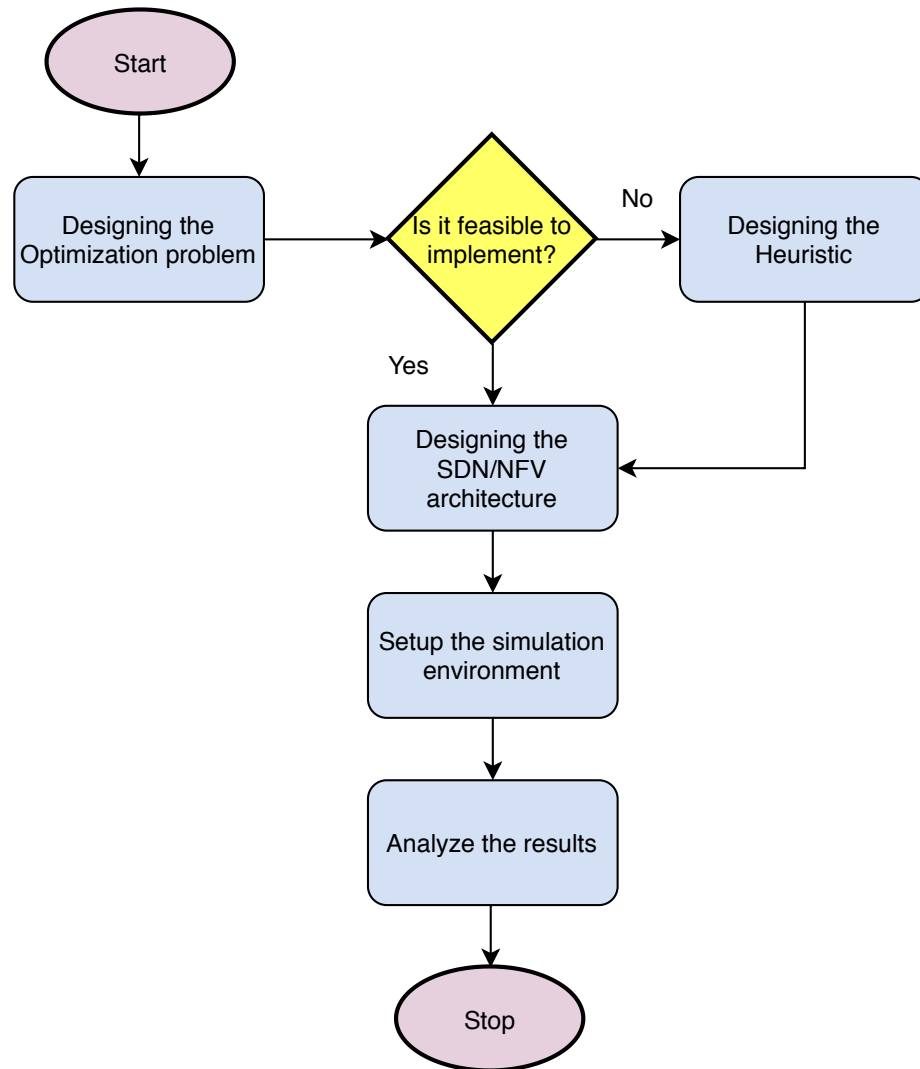 Start
Designing the
Optimization problem
Is it feasible to
implement?
No
Designing the
Heuristic
Yes
Designing the
SDN/NFV
architecture
Setup the simulation
environment
Analyze the results
Stop